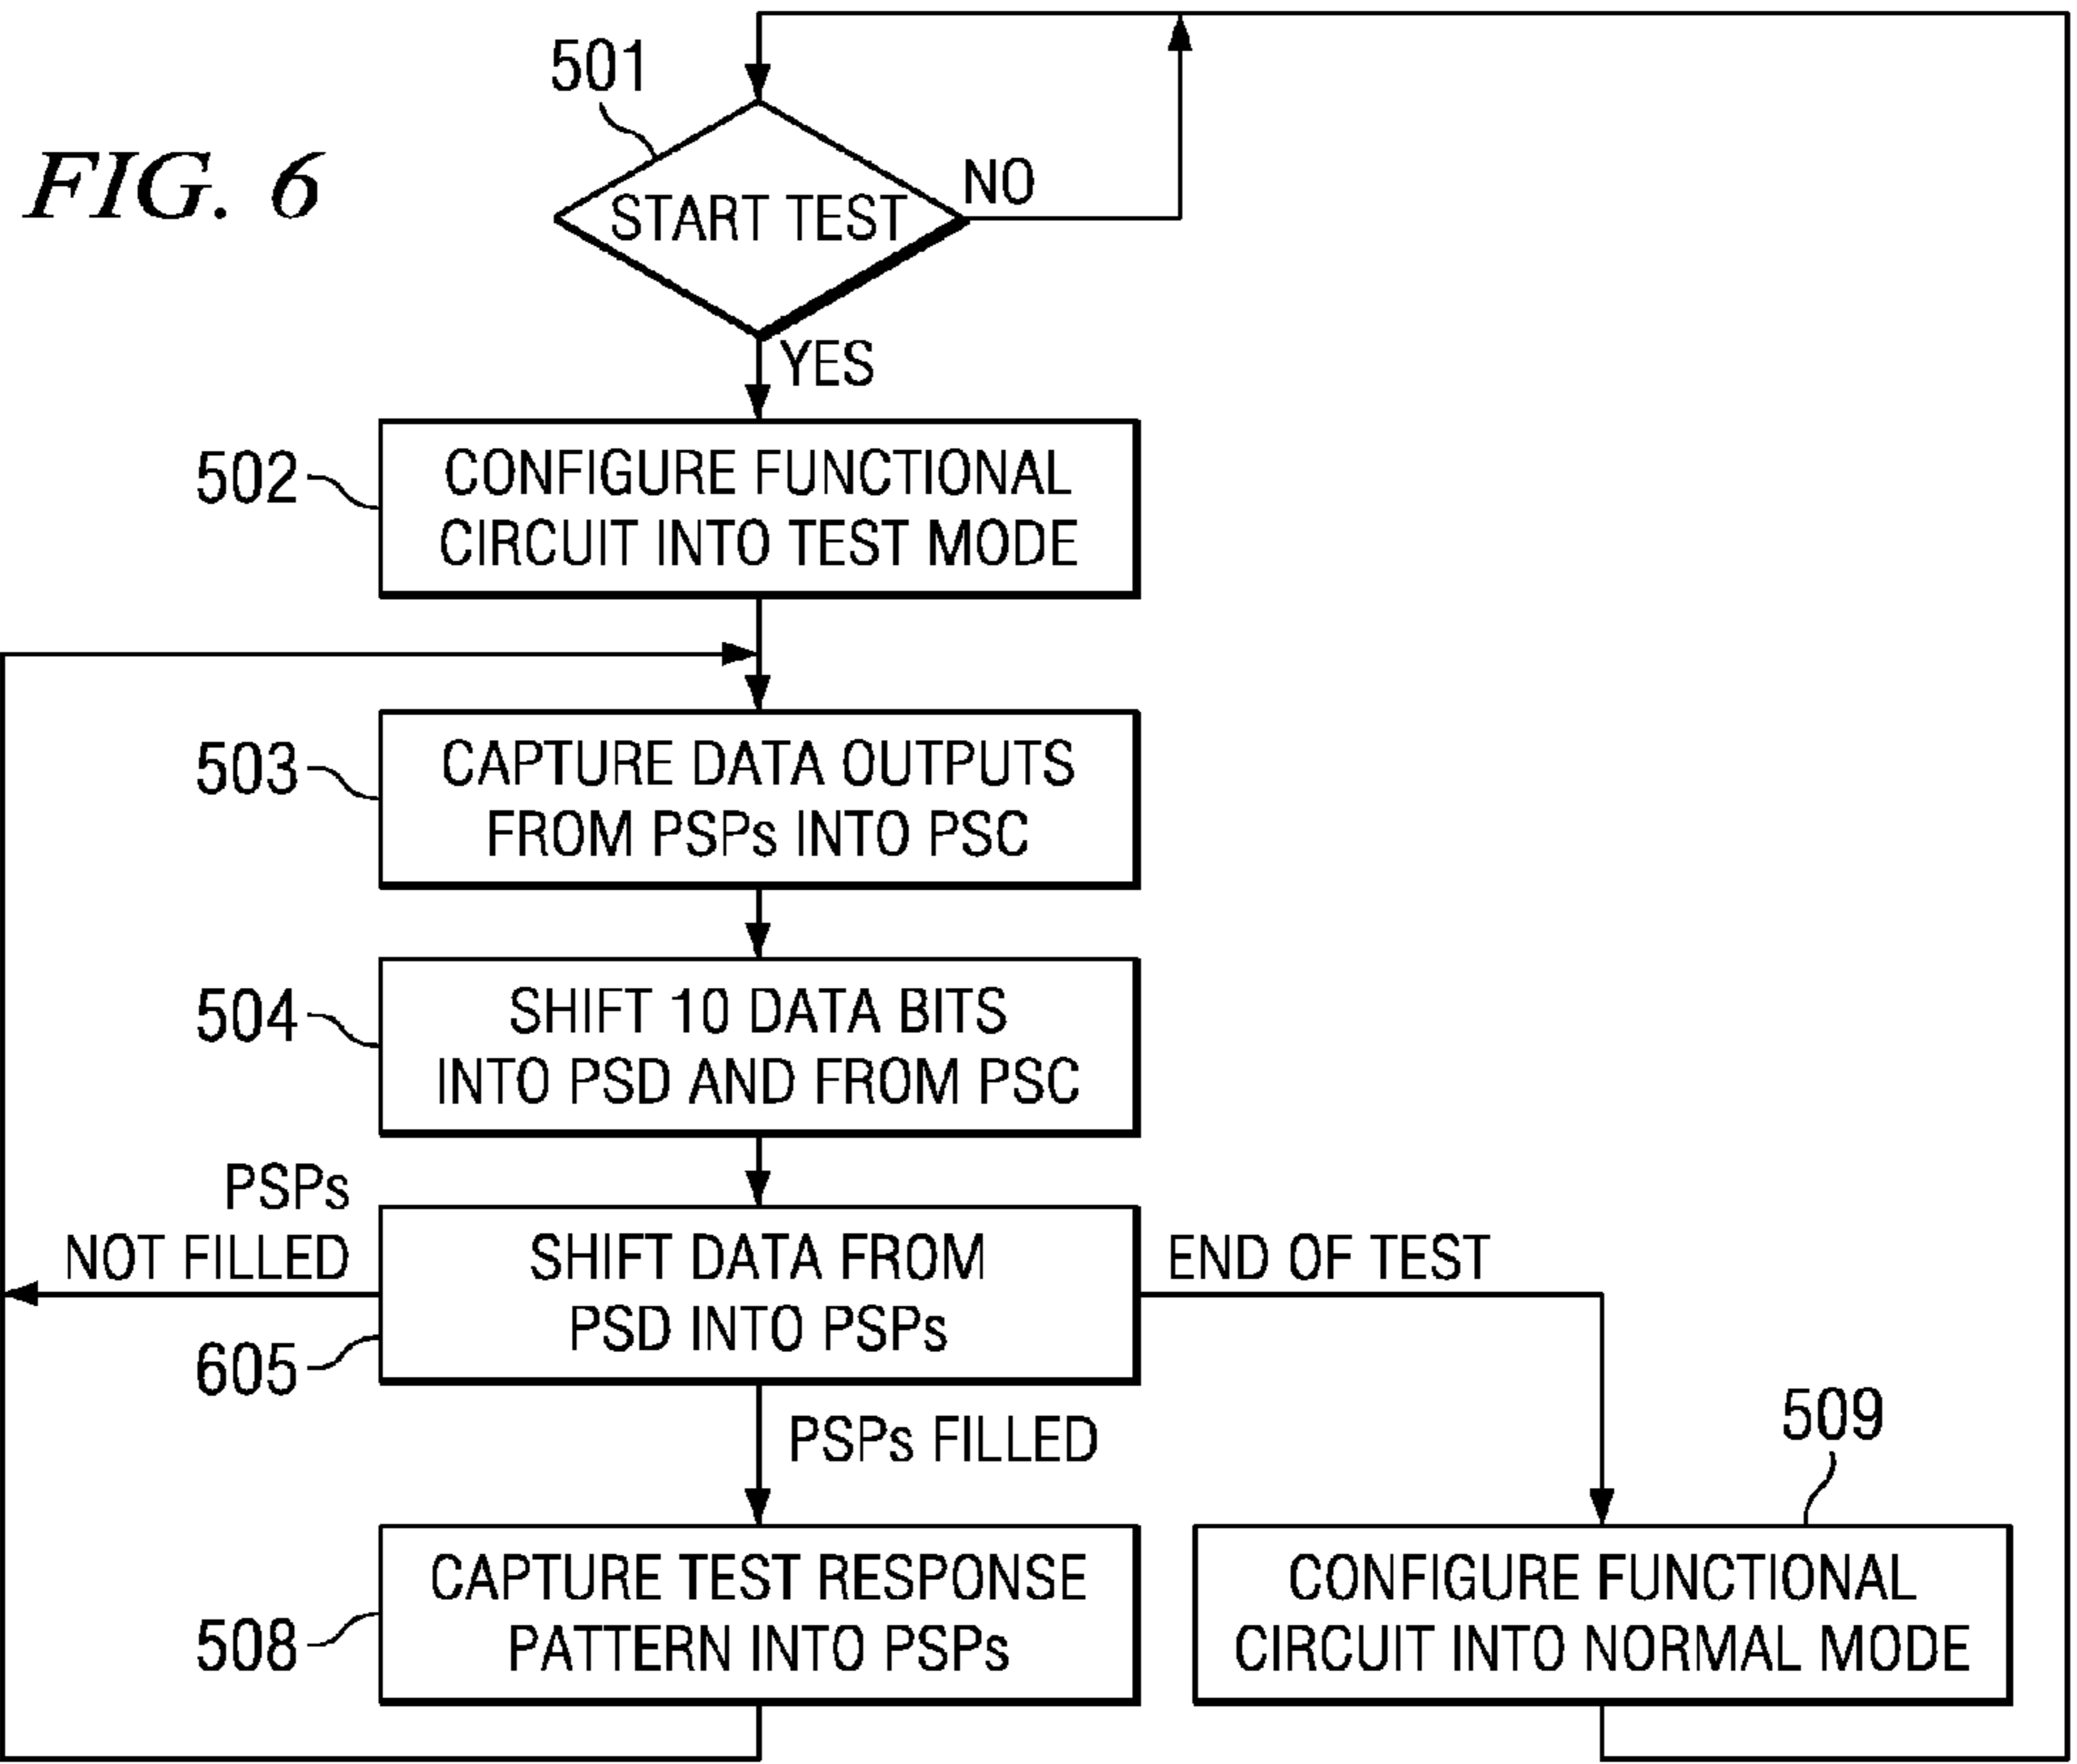 FIG. 6
501
START TEST
NO
YES
502
CONFIGURE FUNCTIONAL
CIRCUIT INTO TEST MODE
503
CAPTURE DATA OUTPUTS
FROM PSPs INTO PSC
504
SHIFT 10 DATA BITS
INTO PSD AND FROM PSC
PSPs
NOT FILLED
605
SHIFT DATA FROM
PSD INTO PSPs
END OF TEST
PSPs FILLED
508
CAPTURE TEST RESPONSE
PATTERN INTO PSPs
509
CONFIGURE FUNCTIONAL
CIRCUIT INTO NORMAL MODE